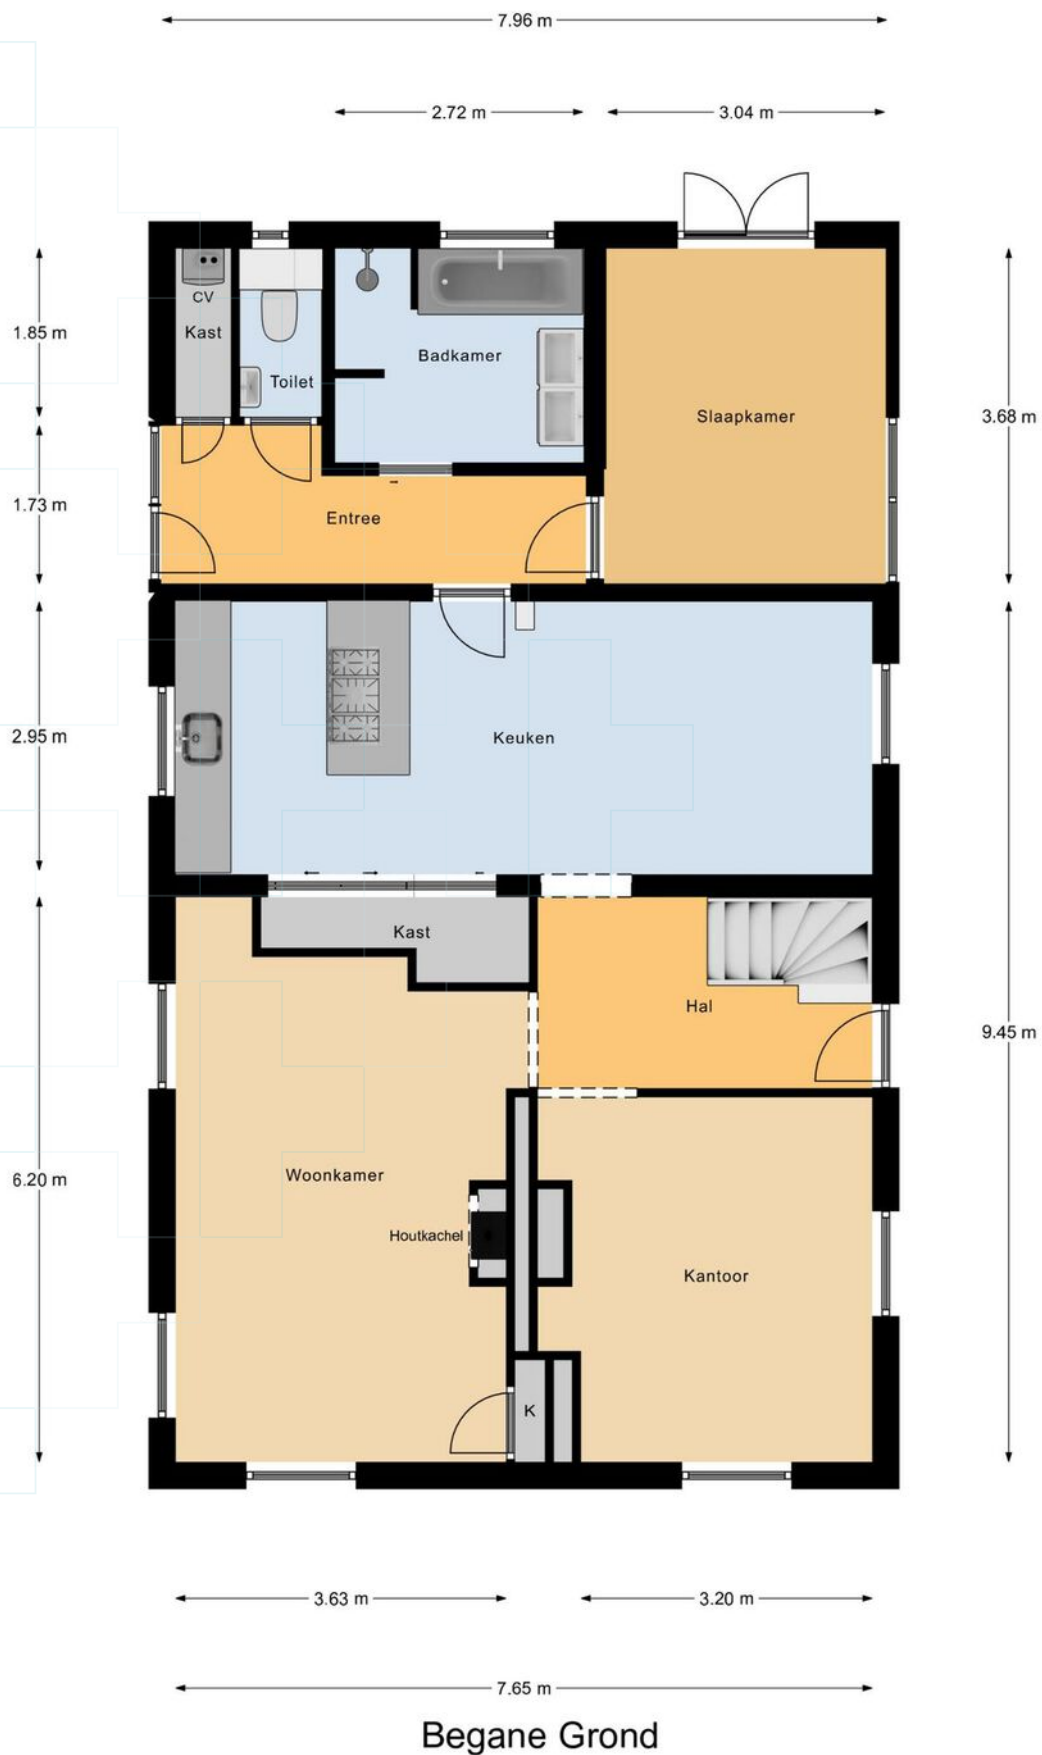 7.96 m
2.72 m
3.04 m
CV
Kast
1.85 m
Badkamer
Toilet
Slaapkamer
3.68 m
1.73 m
Entree
2.95 m
Keuken
Kast
Hal
9.45 m
Woonkamer
6.20 m
Houtkachel
Kantoor
K
3.63 m
3.20 m
7.65 m
Begane Grond